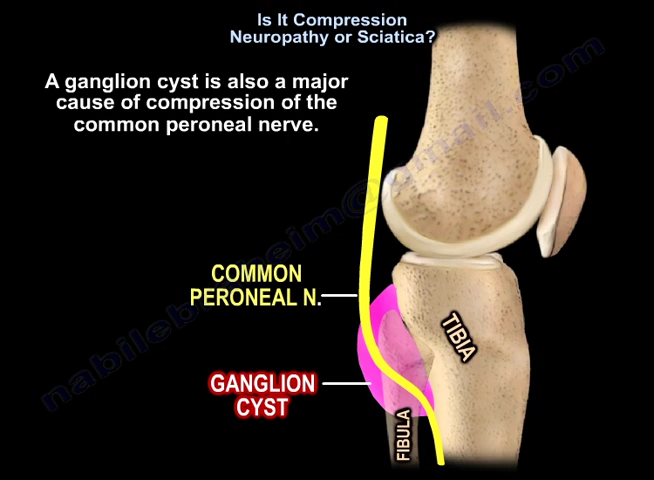 Is It Compression
Neuropathy or Sciatica?
A ganglion cyst is also a major
cause of compression of the
common peroneal nerve.
COMMON
PERONEAL N.
GANGLION
CYST
TIBIA
FIBULA